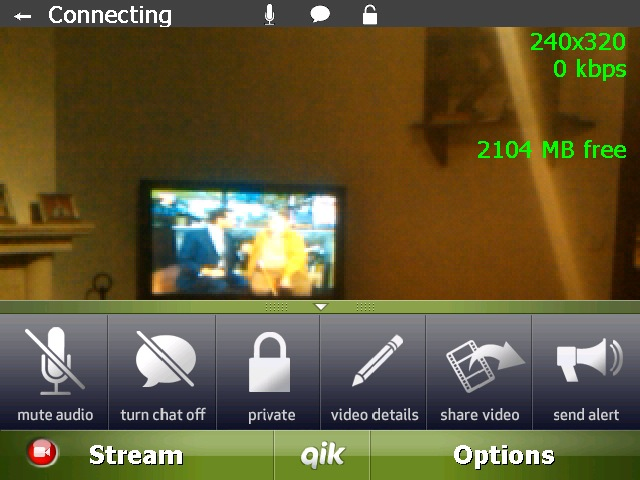 Connecting
240x320
0 kbps
2104 MB free
mute audio
turn chat off
private
video details
share video
send alert
Stream
qik
Options